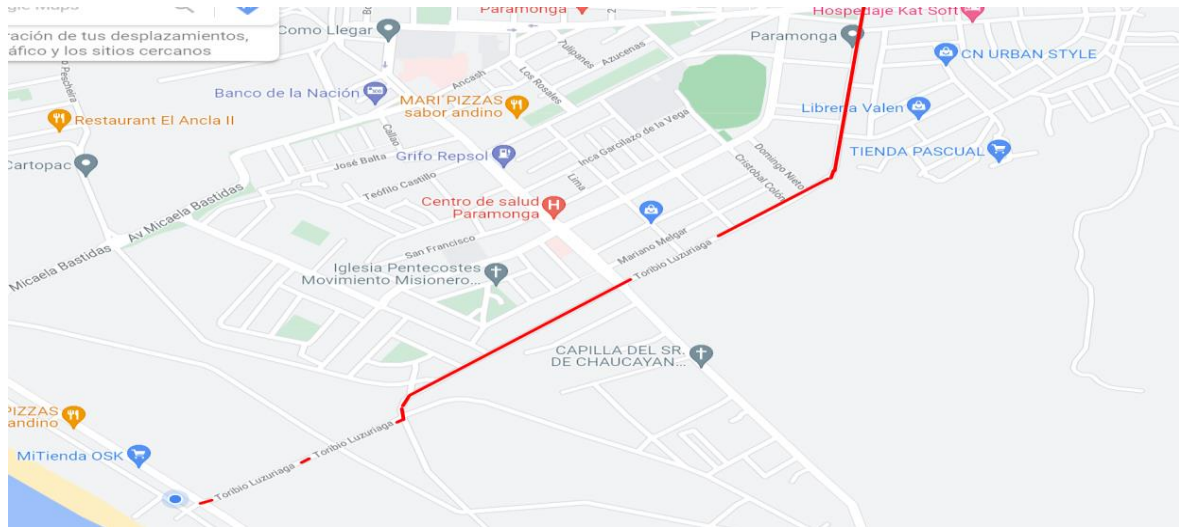 gle Maps
ración de tus desplazamientos,
áfico y los sitios cercanos
Como Llegar
Paramonga
Hospedaje Kat Soft
Paramonga
CN URBAN STYLE
Tulipanes
Azucenas
Ancash
Los Rosales
Banco de la Nación
MARI PIZZAS
sabor andino
Libreria Valen
Restaurant El Ancla II
Callao
Inca Garcilazo de la Vega
TIENDA PASCUAL
Cartopac
José Balta
Grifo Repsol
Domingo Nieto
Cristobal Colón
Teófilo Castillo
Lima
Av Micaela Bastidas
Centro de salud
Paramonga
San Francisco
Mariano Melgar
Toribio Luzuriaga
Micaela Bastidas
Iglesia Pentecostes
Movimiento Misionero...
CAPILLA DEL SR.
DE CHAUCAYAN...
PIZZAS
andino
Toribio Luzuriaga
MiTienda OSK
Toribio Luzuriaga